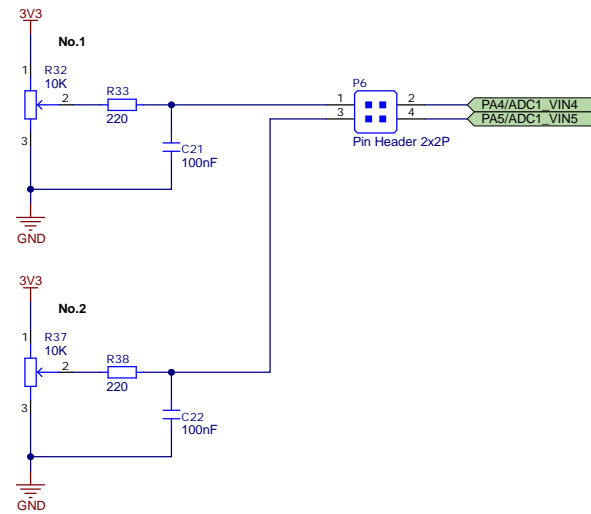 3V3
No.1
1
R32
10K
2
R33
220
3
C21
100nF
GND
P6
1
2
3
4
Pin Header 2x2P
PA4/ADC1_VIN4
PA5/ADC1_VIN5
3V3
No.2
1
R37
10K
2
R38
220
3
C22
100nF
GND